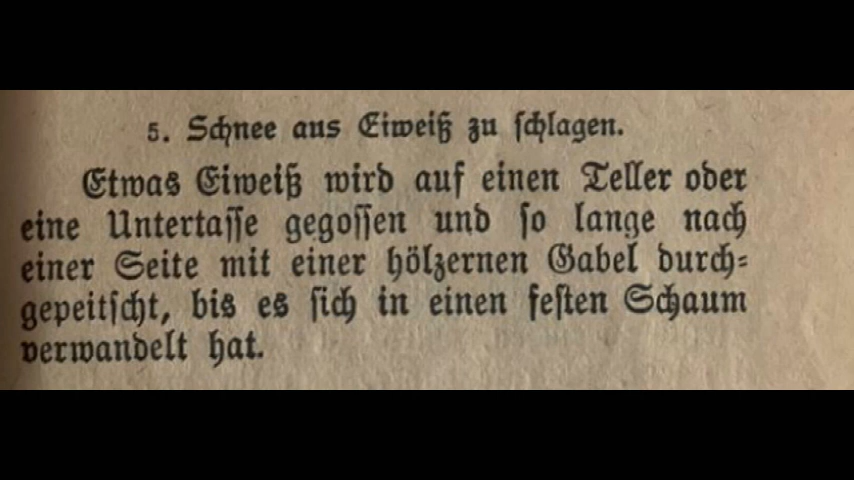 5. Schnee aus Eiweiß zu ſchlagen.
Etwas Eiweiß wird auf einen Teller oder
eine Untertaſſe gegoſſen und ſo lange nach
einer Seite mit einer hölzernen Gabel durch⸗
gepeitſcht, bis es ſich in einen feſten Schaum
verwandelt hat.